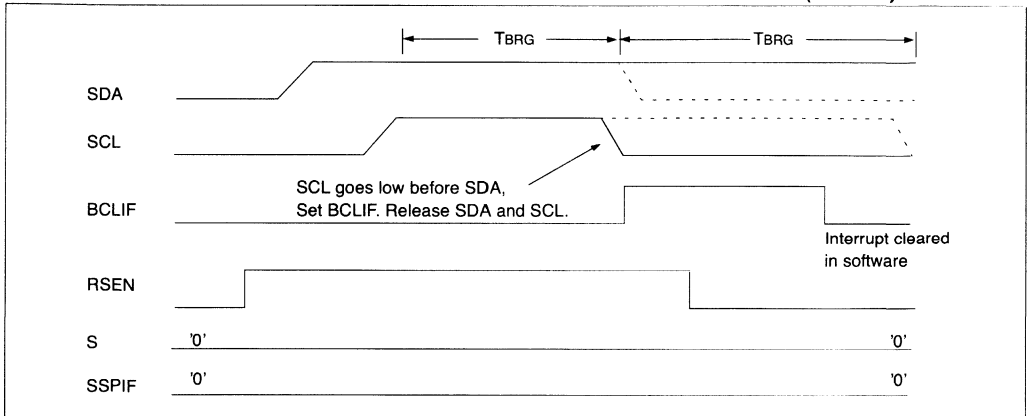 TBRG TBRG
SDA
SCL
SCL goes low before SDA,
Set BCLIF. Release SDA and SCL.
BCLIF
Interrupt cleared
in software
RSEN
S '0' '0'
SSPIF '0' '0'